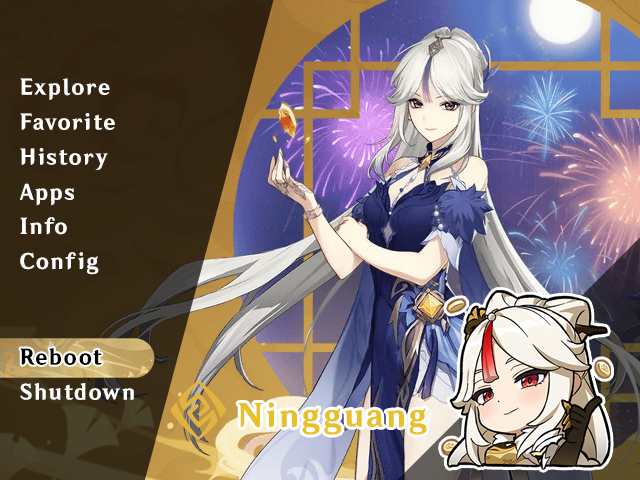 Explore
Favorite
History
Apps
Info
Config
Reboot
Shutdown
Ningguang